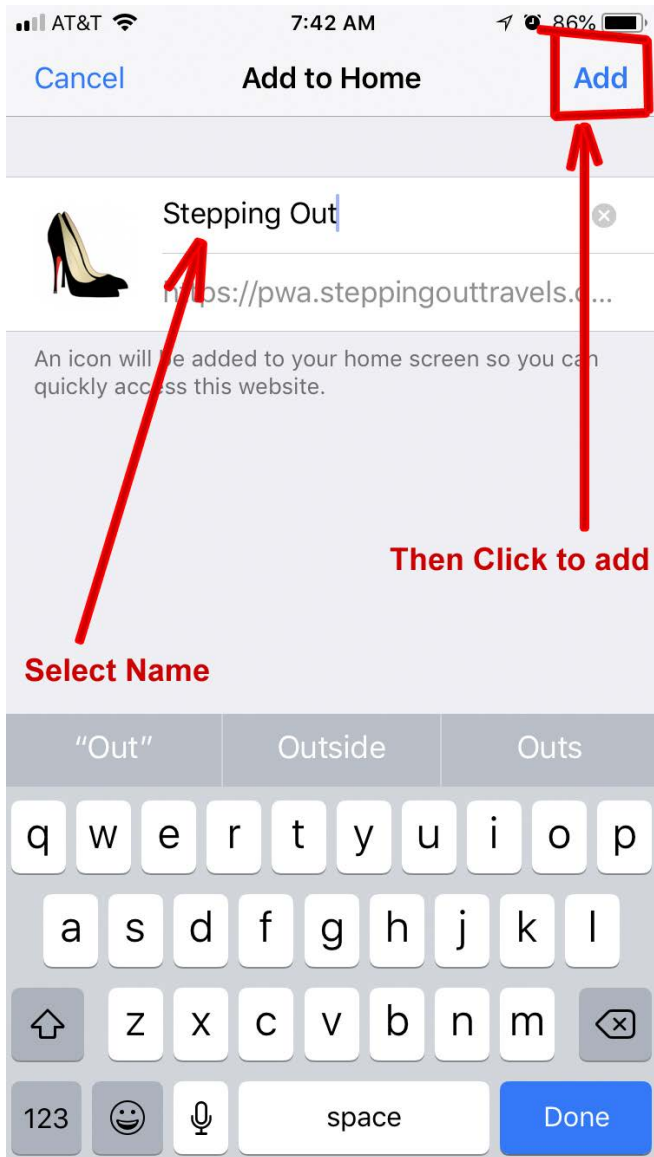 AT&T 7:42 AM 86%
Cancel Add to Home Add
Stepping Out
https://pwa.steppingouttravels.c...
An icon will be added to your home screen so you can
quickly access this website.
Then Click to add
Select Name
“Out” Outside Outs
q w e r t y u i o p
a s d f g h j k l
z x c v b n m
123 space Done